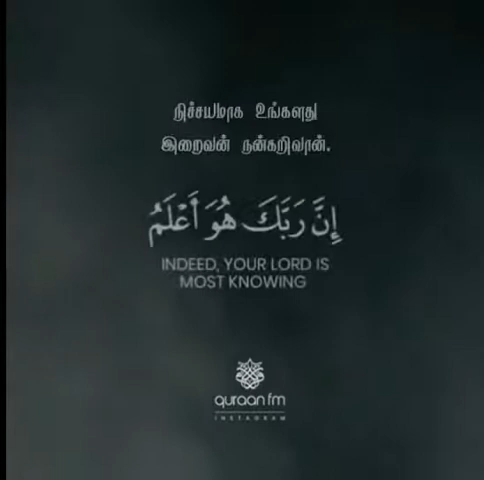 நிச்சயமாக உங்களது
இறைவன் நன்கறிவான்.
إِنَّ رَبَّكَ هُوَ أَعْلَمُ
INDEED, YOUR LORD IS
MOST KNOWING
quraan fm
INSTAGRAM